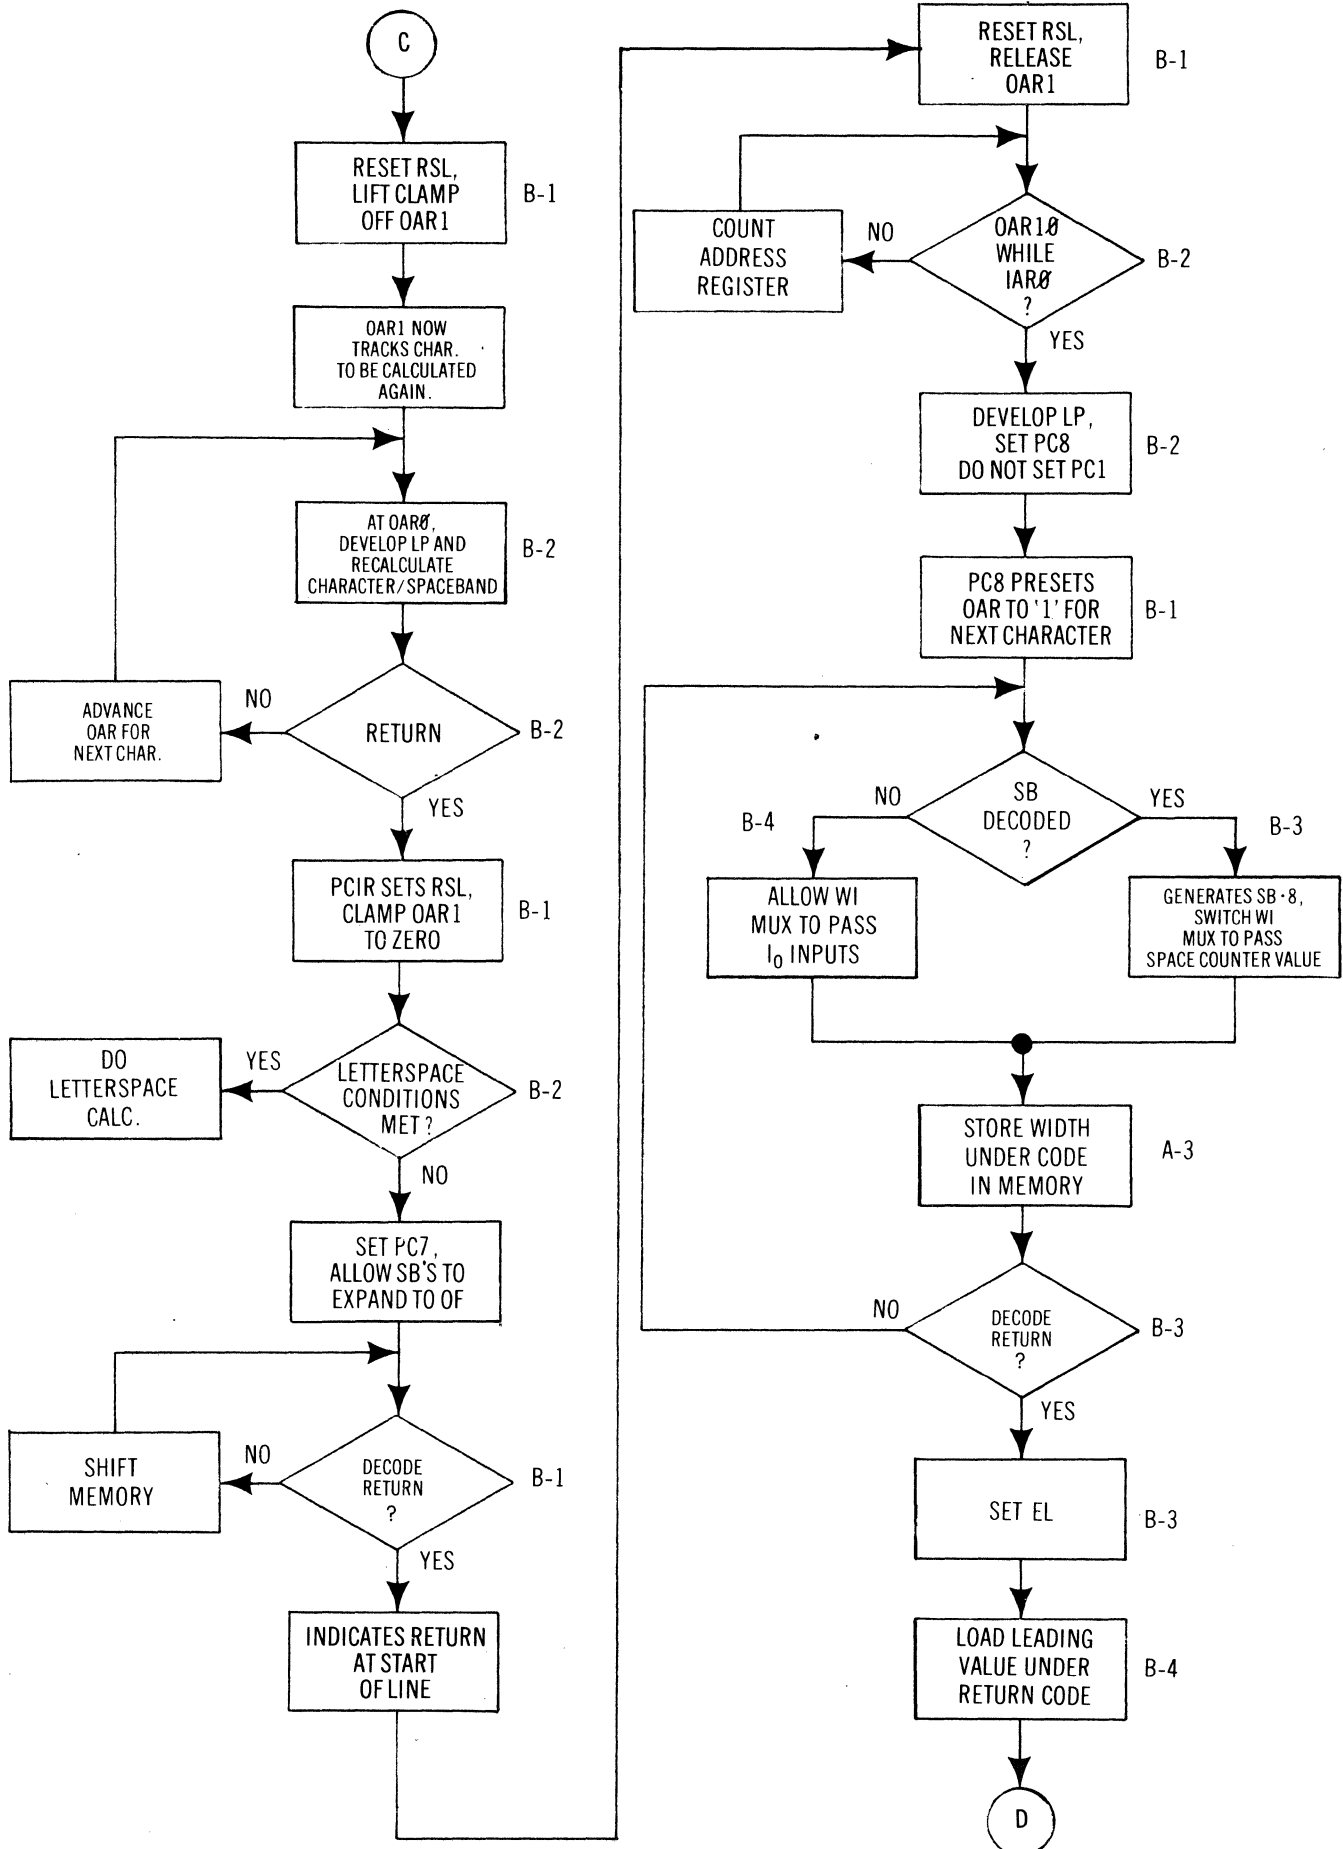 C
RESET RSL,
LIFT CLAMP
OFF OAR1
B-1
OAR1 NOW
TRACKS CHAR.
TO BE CALCULATED
AGAIN.
AT OARØ,
DEVELOP LP AND
RECALCULATE
CHARACTER/SPACEBAND
B-2
RETURN
B-2
NO
ADVANCE
OAR FOR
NEXT CHAR.
YES
PCIR SETS RSL,
CLAMP OAR1
TO ZERO
B-1
LETTERSPACE
CONDITIONS
MET?
B-2
YES
DO
LETTERSPACE
CALC.
NO
SET PC7,
ALLOW SB'S TO
EXPAND TO OF
DECODE
RETURN
?
B-1
NO
SHIFT
MEMORY
YES
INDICATES RETURN
AT START
OF LINE
RESET RSL,
RELEASE
OAR1
B-1
OAR1Ø
WHILE
IARØ
?
B-2
NO
COUNT
ADDRESS
REGISTER
YES
DEVELOP LP,
SET PC8
DO NOT SET PC1
B-2
PC8 PRESETS
OAR TO '1' FOR
NEXT CHARACTER
B-1
SB
DECODED
?
NO
B-4
ALLOW WI
MUX TO PASS
I0 INPUTS
YES
B-3
GENERATES SB·8,
SWITCH WI
MUX TO PASS
SPACE COUNTER VALUE
STORE WIDTH
UNDER CODE
IN MEMORY
A-3
DECODE
RETURN
?
B-3
NO
YES
SET EL
B-3
LOAD LEADING
VALUE UNDER
RETURN CODE
B-4
D